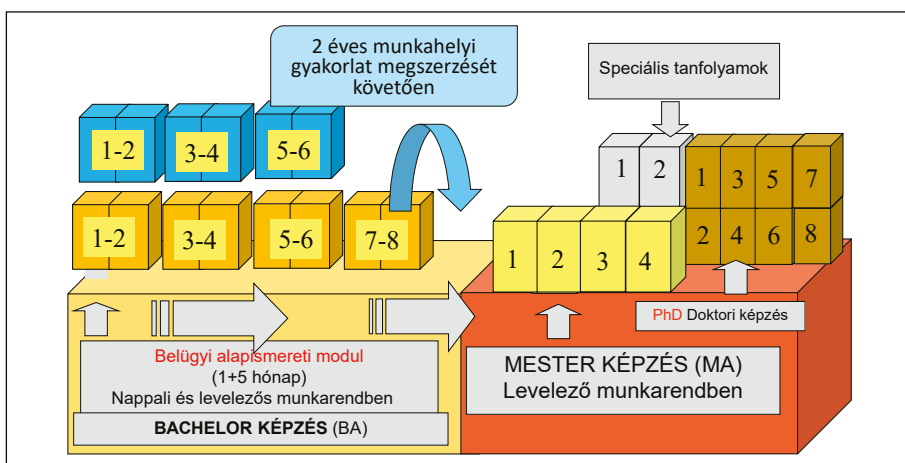 2 éves munkahelyi
gyakorlat megszerzését
követően
Speciális tanfolyamok
1-2
3-4
5-6
1-2
3-4
5-6
7-8
1
2
1
3
5
7
2
4
6
8
1
2
3
4
PhD Doktori képzés
Belügyi alapismereti modul
(1+5 hónap)
Nappali és levelezős munkarendben
BACHELOR KÉPZÉS (BA)
MESTER KÉPZÉS (MA)
Levelező munkarendben